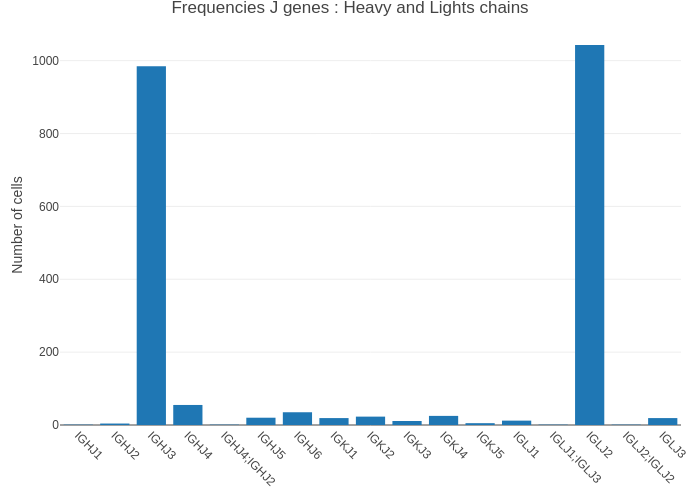 Frequencies J genes : Heavy and Lights chains
Number of cells
1000
800
600
400
200
0
IGHJ1
IGHJ2
IGHJ3
IGHJ4
IGHJ4;IGHJ2
IGHJ5
IGHJ6
IGKJ1
IGKJ2
IGKJ3
IGKJ4
IGKJ5
IGLJ1
IGLJ1;IGLJ3
IGLJ2
IGLJ2;IGLJ2
IGLJ3